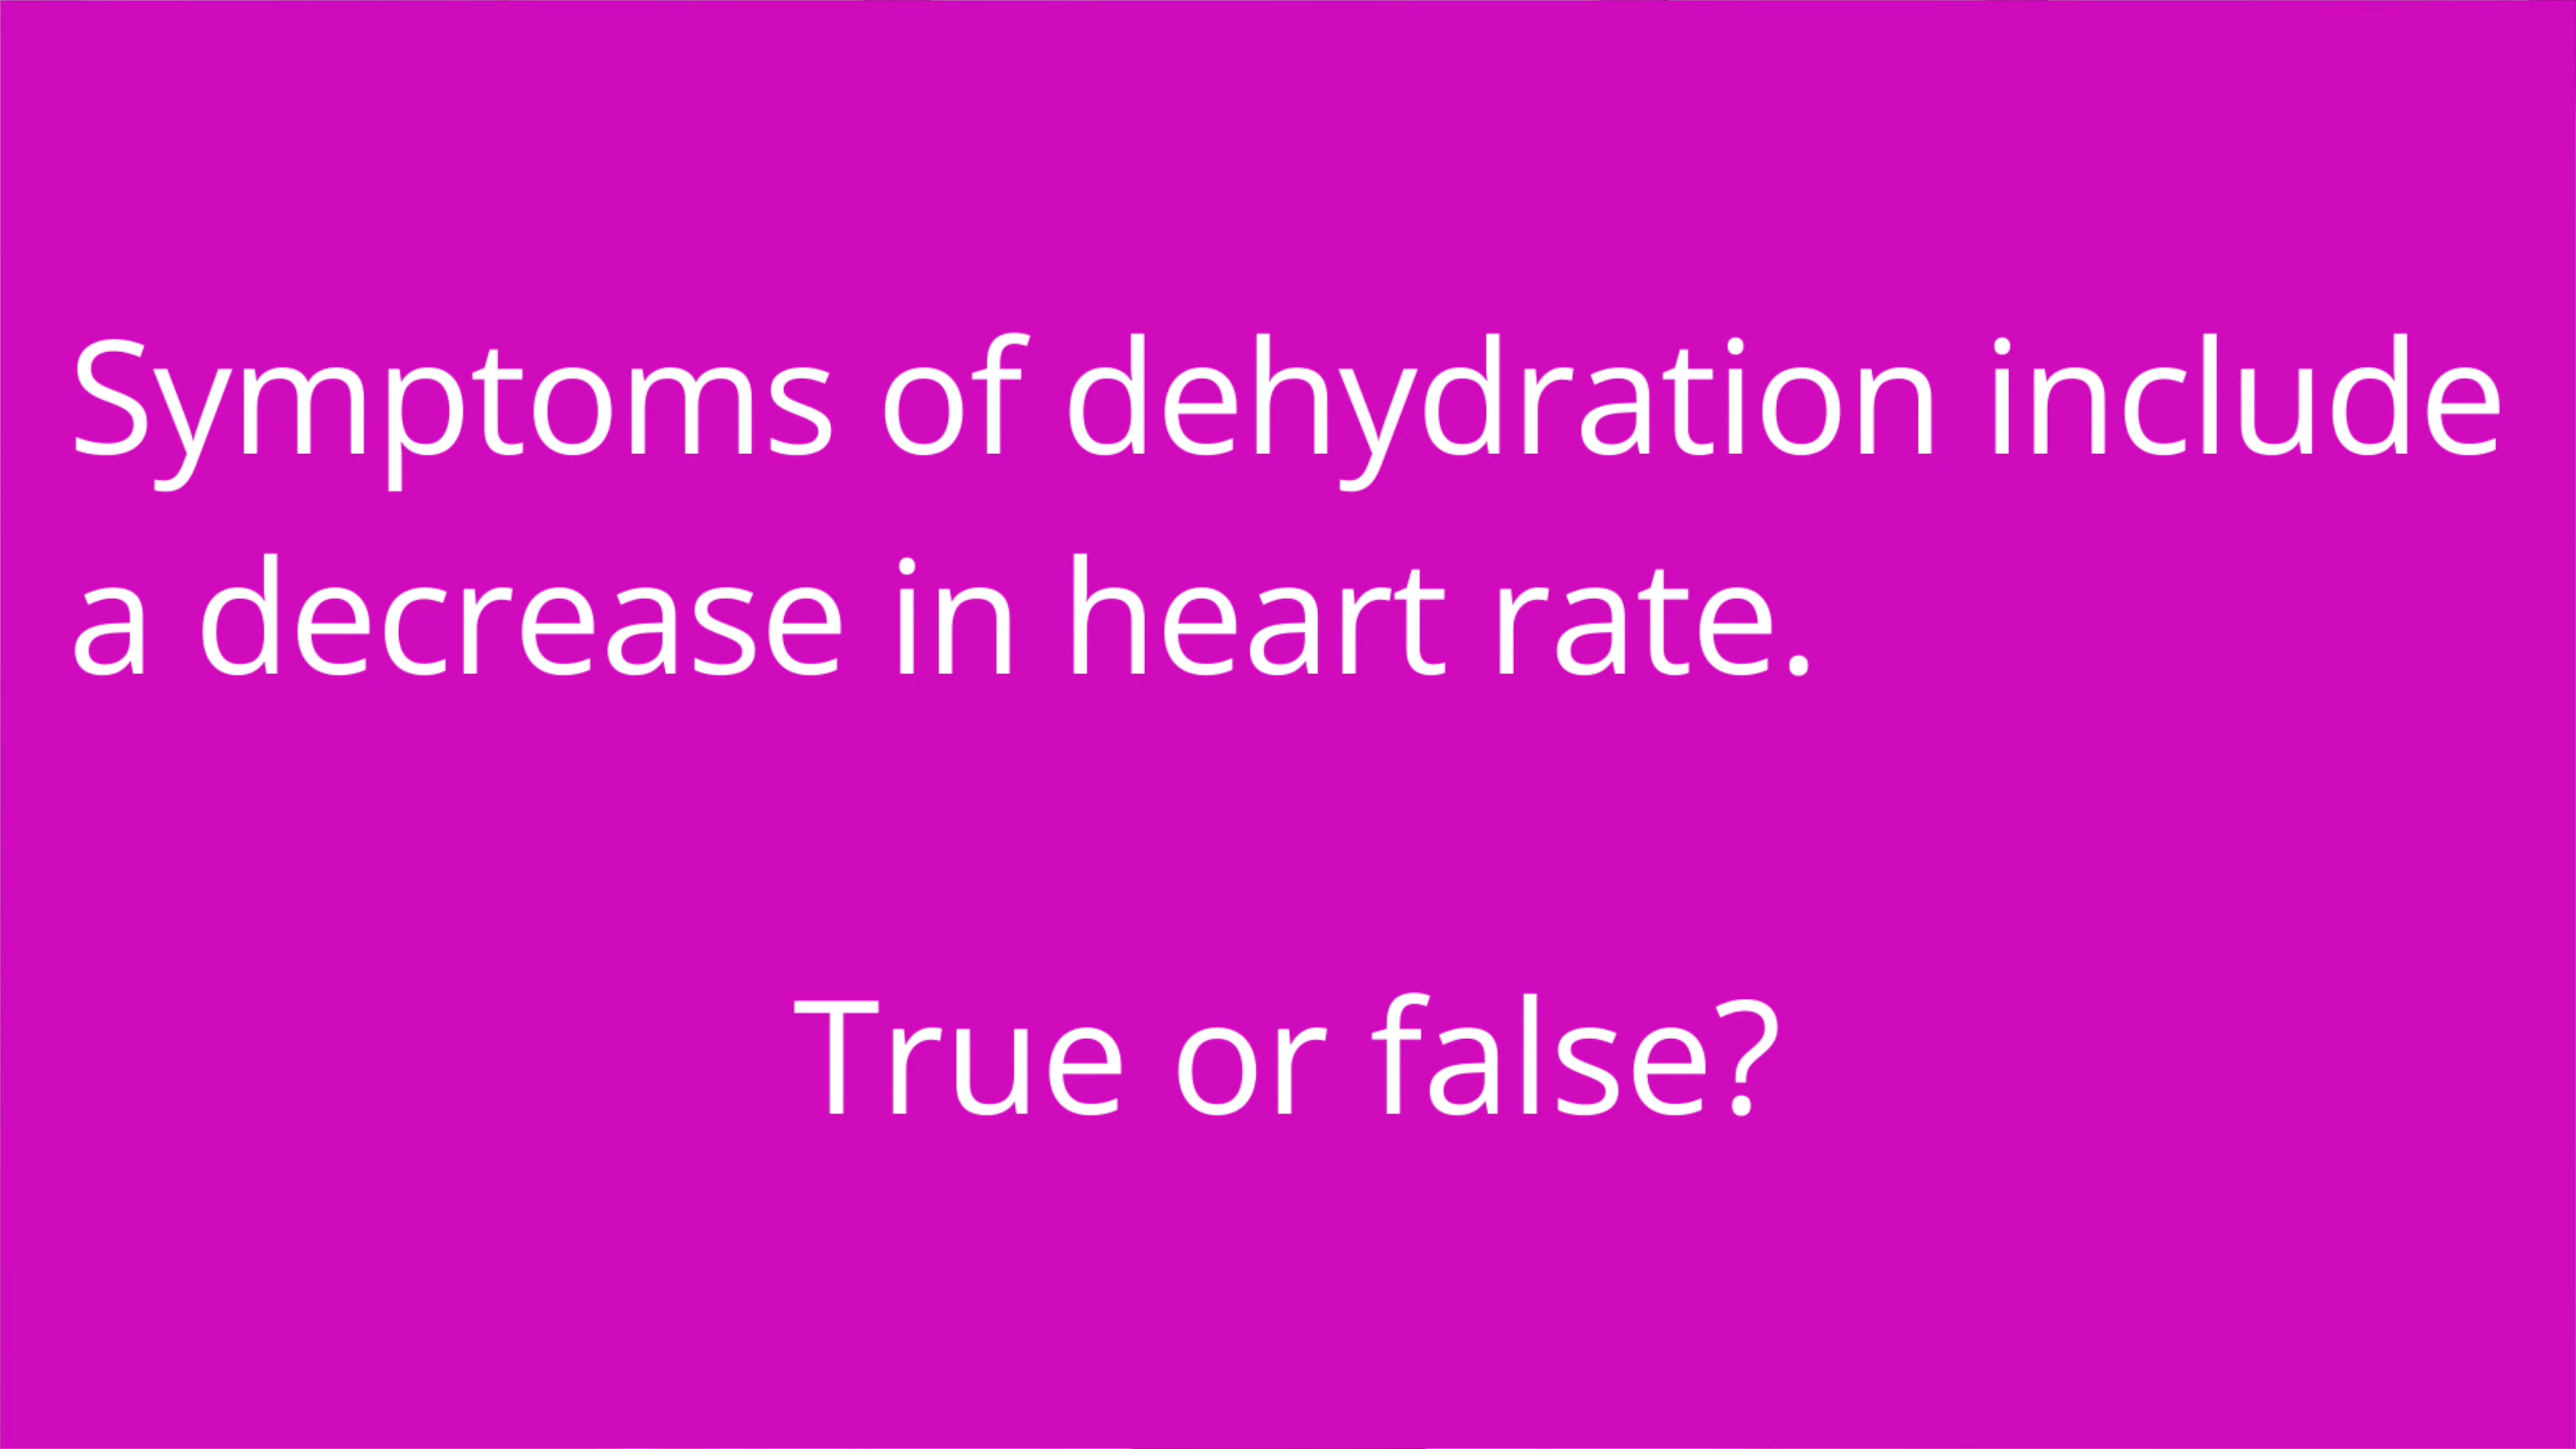 Symptoms of dehydration include
a decrease in heart rate.
True or false?